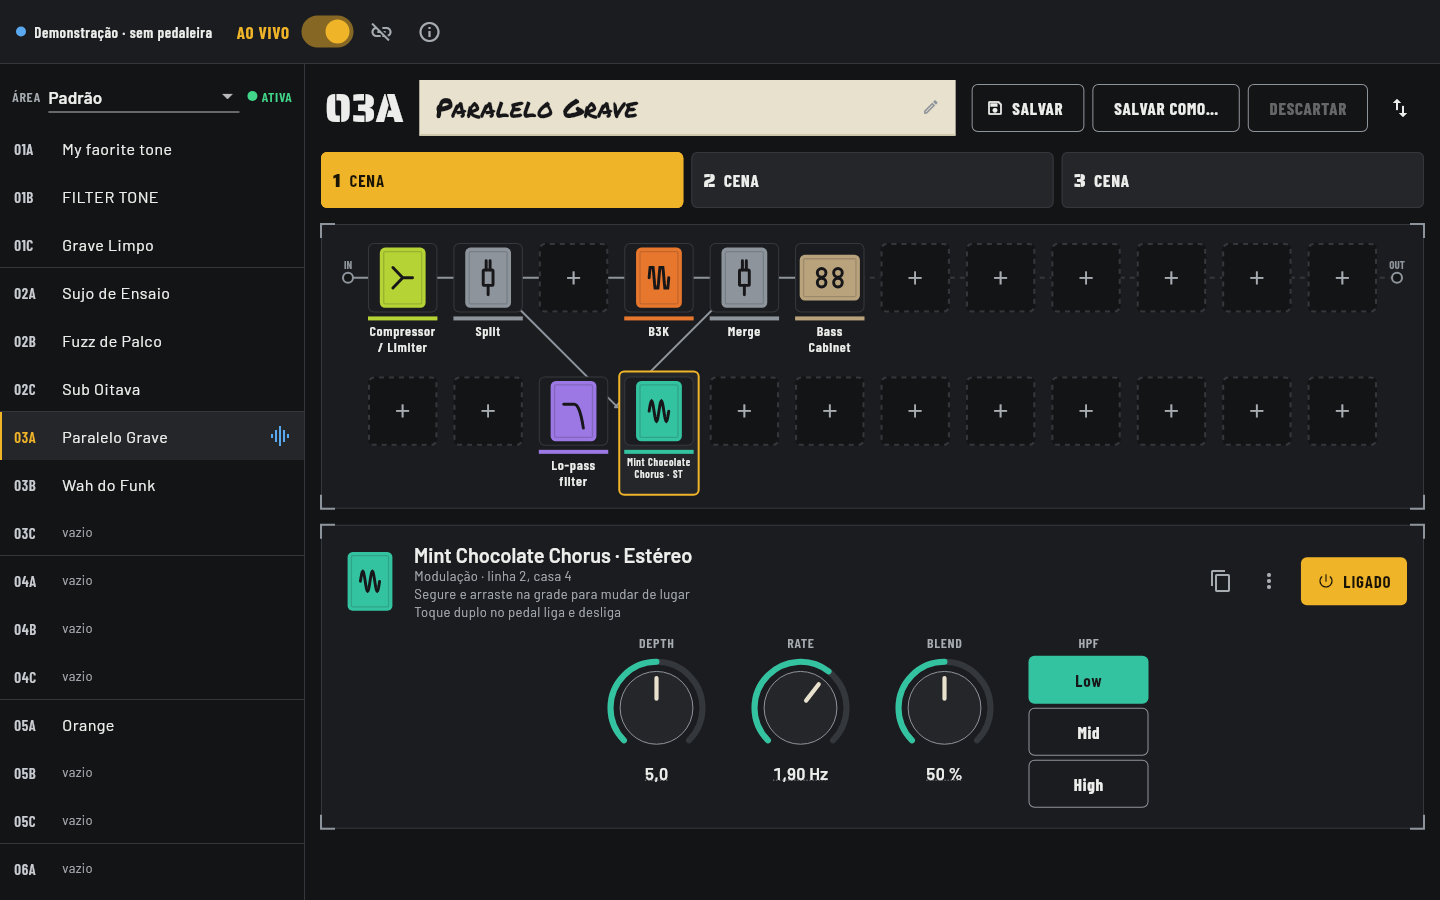 Demonstração · sem pedaleira
AO VIVO
ÁREA Padrão ATIVA
01A My faorite tone
01B FILTER TONE
01C Grave Limpo
02A Sujo de Ensaio
02B Fuzz de Palco
02C Sub Oitava
03A Paralelo Grave
03B Wah do Funk
03C vazio
04A vazio
04B vazio
04C vazio
05A Orange
05B vazio
05C vazio
06A vazio
03A Paralelo Grave SALVAR SALVAR COMO... DESCARTAR
1 CENA 2 CENA 3 CENA
IN OUT
Compressor
/ Limiter
Split
B3K
Merge
88
Bass
Cabinet
Lo-pass
filter
Mint Chocolate
Chorus · ST
Mint Chocolate Chorus · Estéreo
Modulação · linha 2, casa 4
Segure e arraste na grade para mudar de lugar
Toque duplo no pedal liga e desliga
LIGADO
DEPTH RATE BLEND HPF
Low
Mid
High
5,0 1,90 Hz 50 %